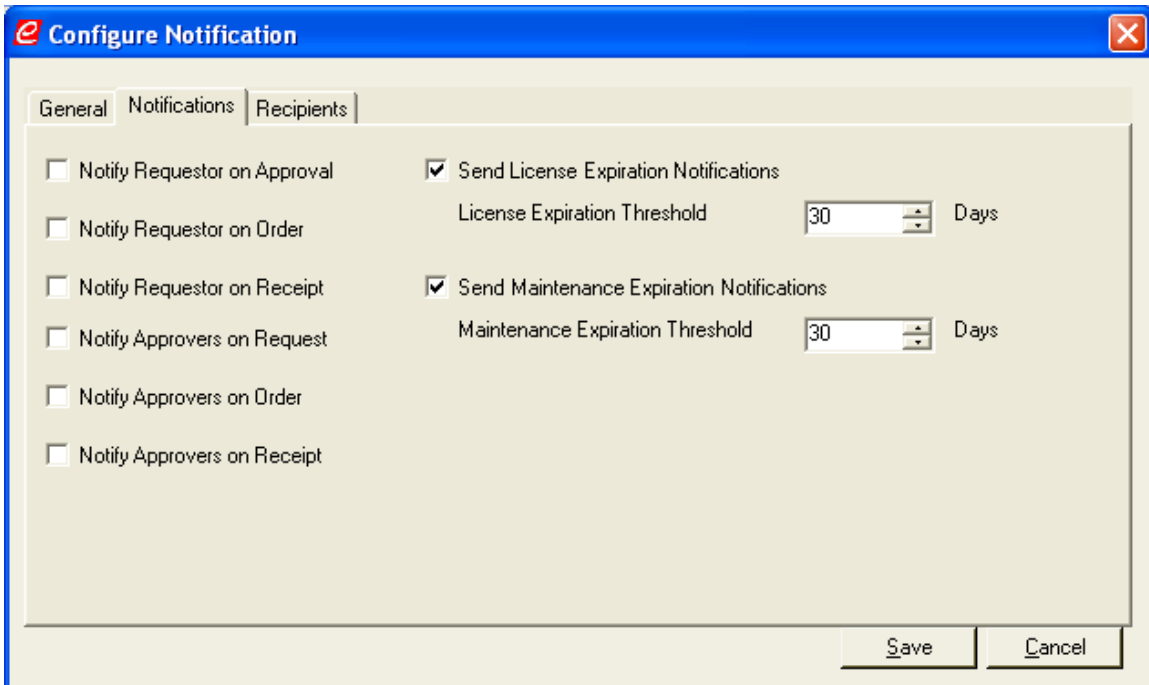 Configure Notification
General Notifications Recipients
Notify Requestor on Approval
Notify Requestor on Order
Notify Requestor on Receipt
Notify Approvers on Request
Notify Approvers on Order
Notify Approvers on Receipt
Send License Expiration Notifications
License Expiration Threshold 30 Days
Send Maintenance Expiration Notifications
Maintenance Expiration Threshold 30 Days
Save Cancel